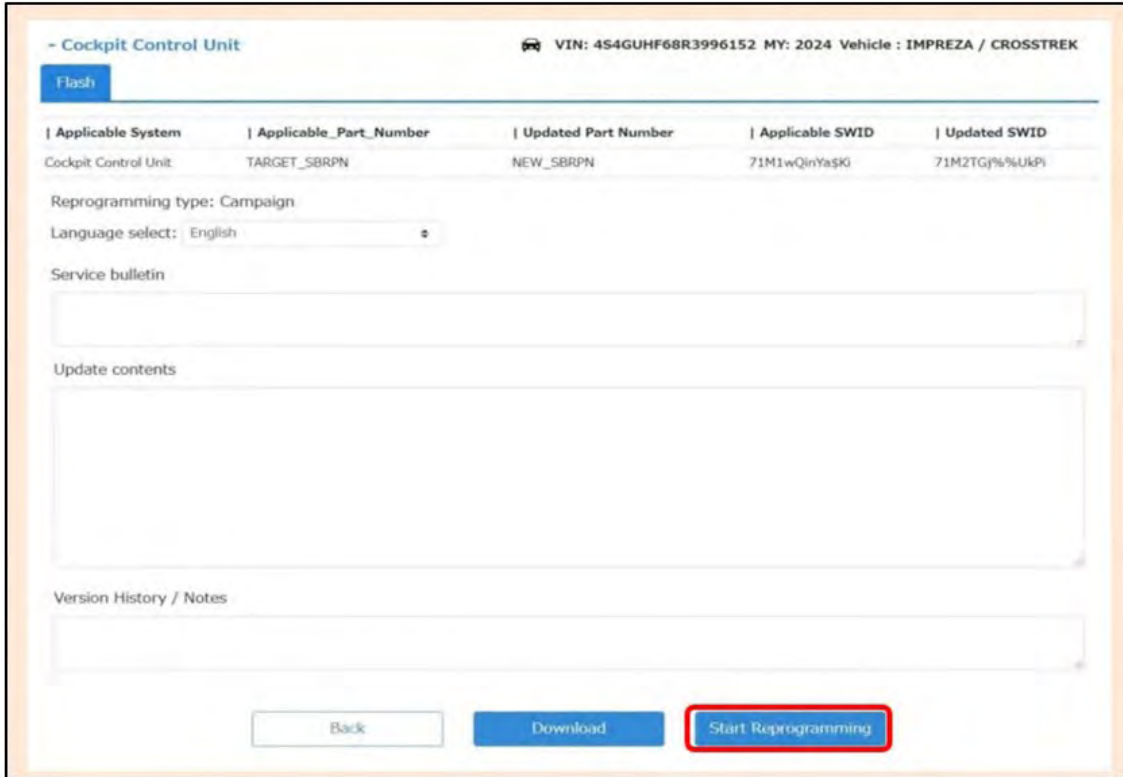 - Cockpit Control Unit
VIN: 4S4GUHF68R3996152 MY: 2024 Vehicle : IMPREZA / CROSSTREK
Flash
| Applicable System | Applicable_Part_Number | Updated Part Number | Applicable SWID | Updated SWID
Cockpit Control Unit TARGET_SBRPN NEW_SBRPN 71M1wQinYa$Ki 71M2TGj%%UkPi
Reprogramming type: Campaign
Language select: English
Service bulletin
Update contents
Version History / Notes
Back Download Start Reprogramming